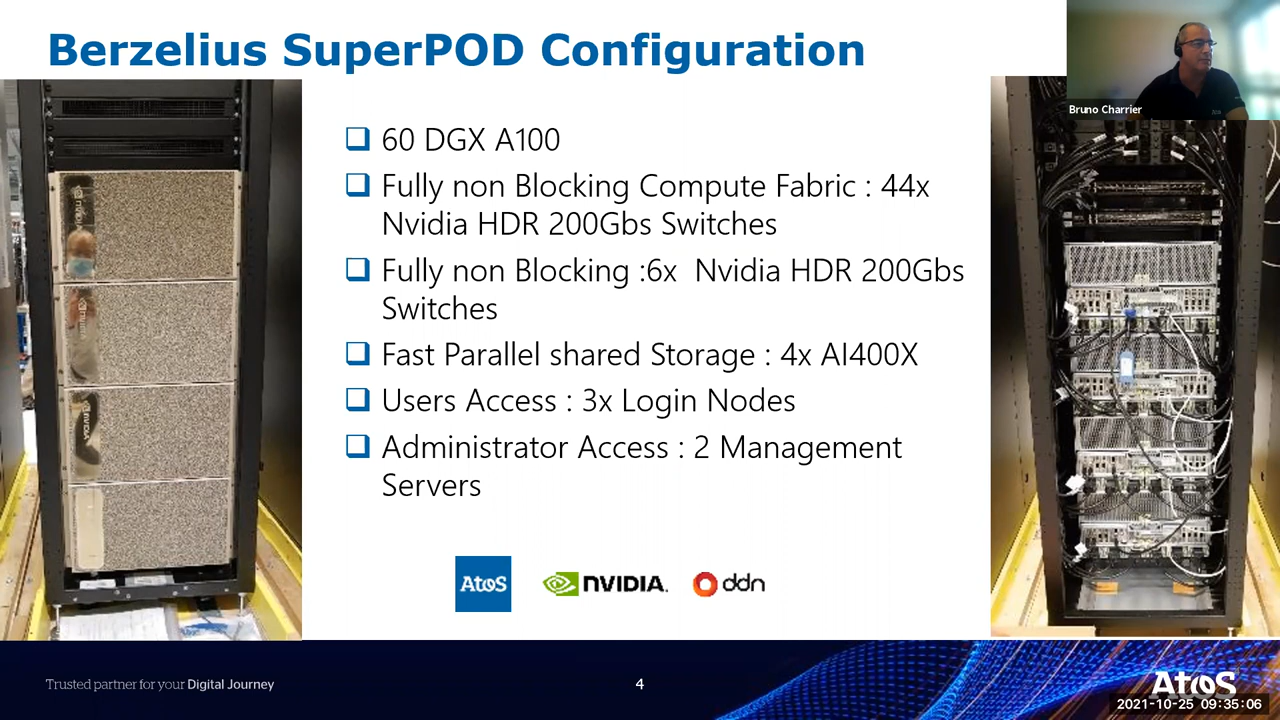 Berzelius SuperPOD Configuration
Bruno Charrier
60 DGX A100
Fully non Blocking Compute Fabric : 44x
Nvidia HDR 200Gbs Switches
Fully non Blocking :6x Nvidia HDR 200Gbs
Switches
Fast Parallel shared Storage : 4x AI400X
Users Access : 3x Login Nodes
Administrator Access : 2 Management
Servers
NVIDIA
Atos
NVIDIA.
ddn
Trusted partner for your Digital Journey
4
Atos
2021-10-25 09:35:06